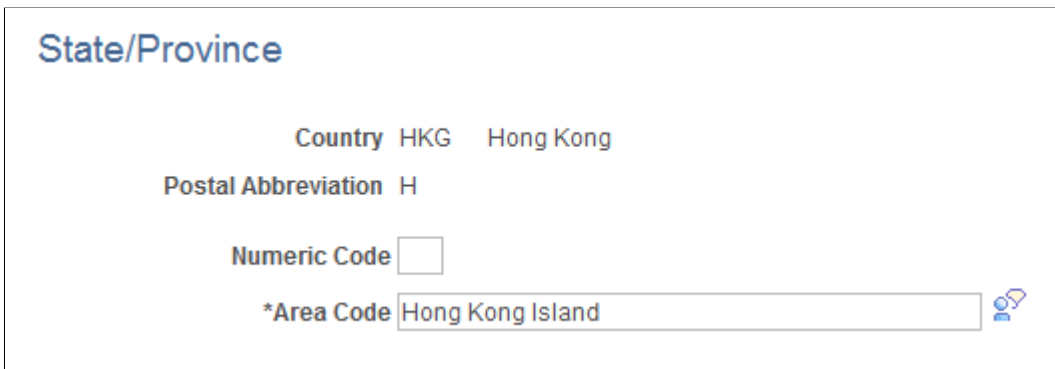 State/Province
Country HKG Hong Kong
Postal Abbreviation H
Numeric Code
*Area Code Hong Kong Island